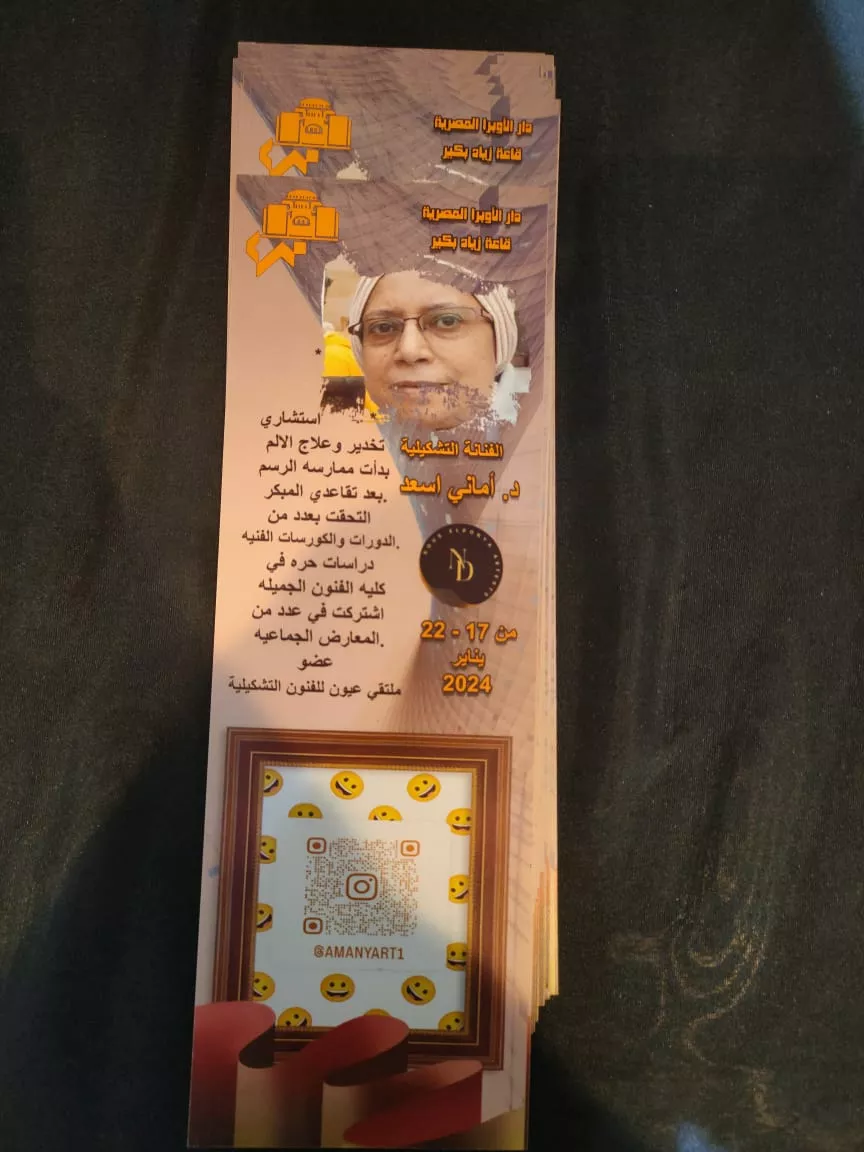 دار الأوبرا المصرية
قاعة زياد بكير
دار الأوبرا المصرية
قاعة زياد بكير
*
*
استشاري
تخدير وعلاج الالم
بدأت ممارسه الرسم
بعد تقاعدي المبكر.
التحقت بعدد من
الدورات والكورسات الفنيه.
دراسات حره في
كليه الفنون الجميله
اشتركت في عدد من
المعارض الجماعيه.
عضو
ملتقي عيون للفنون التشكيلية
الفنانة التشكيلية
د. أماني اسعد
ND
من 17 - 22
يناير
2024
@AMANYART1